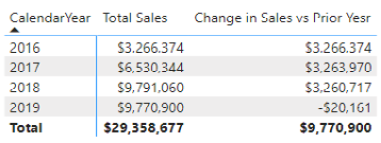 CalendarYear Total Sales Change in Sales vs Prior Yesr
2016 $3.266.374 $3.266.374
2017 $6,530,344 $3,263,970
2018 $9,791,060 $3,260,717
2019 $9,770,900 -$20,161
Total $29,358,677 $9,770,900